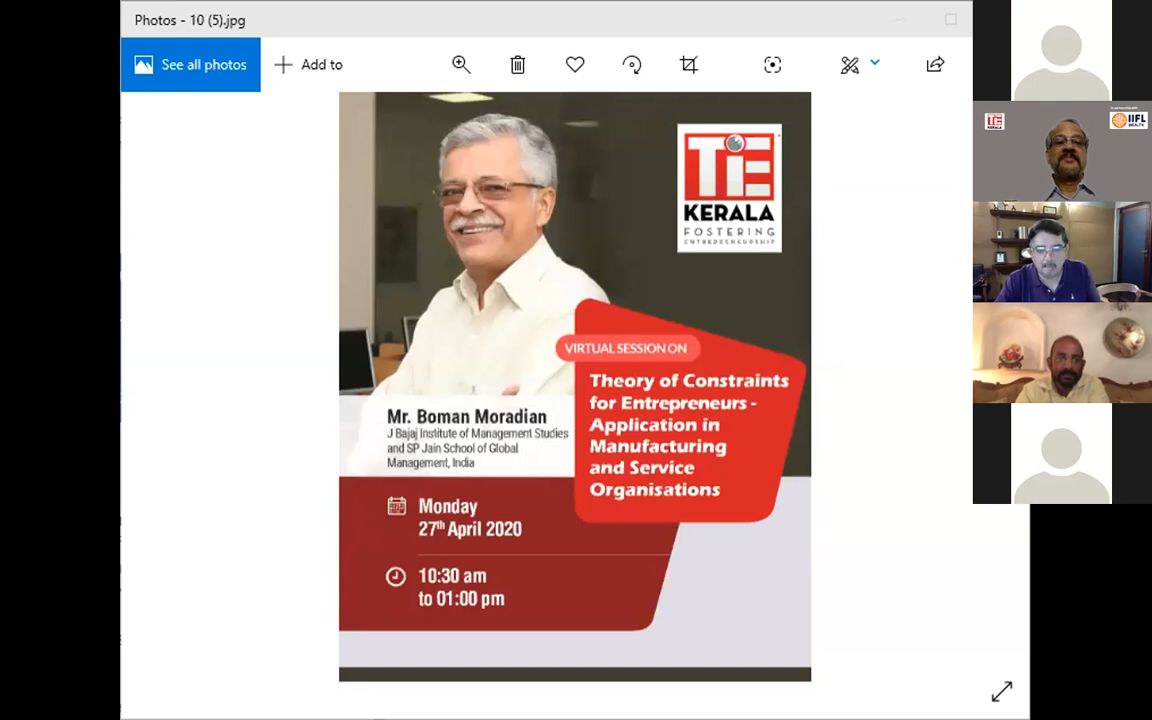 Photos - 10 (5).jpg
See all photos
Add to
TiE
KERALA
FOSTERING
ENTREPRENEURSHIP
VIRTUAL SESSION ON
Theory of Constraints
for Entrepreneurs -
Application in
Manufacturing
and Service
Organisations
Mr. Boman Moradian
J Bajaj Institute of Management Studies
and SP Jain School of Global
Management, India
Monday
27th April 2020
10:30 am
to 01:00 pm
TiE
KERALA
IIFL
WEALTH